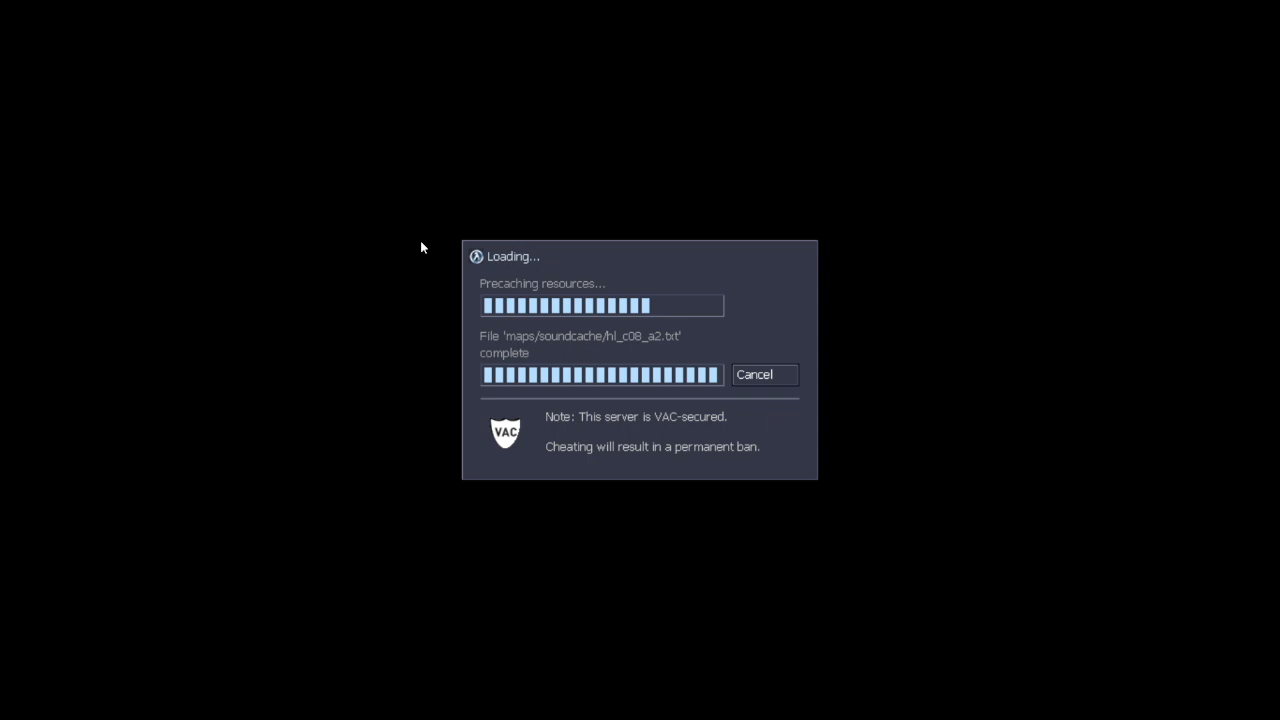 Loading...
Precaching resources...
File 'maps/soundcache/hl_c08_a2.txt'
complete
Cancel
VAC
Note: This server is VAC-secured.
Cheating will result in a permanent ban.